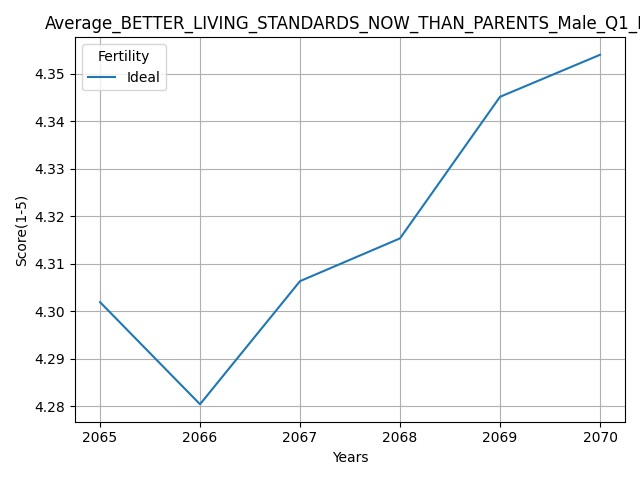 Average_BETTER_LIVING_STANDARDS_NOW_THAN_PARENTS_Male_Q1_
Fertility
Ideal
4.35
4.34
4.33
4.32
4.31
4.30
4.29
4.28
Score(1-5)
2065 2066 2067 2068 2069 2070
Years